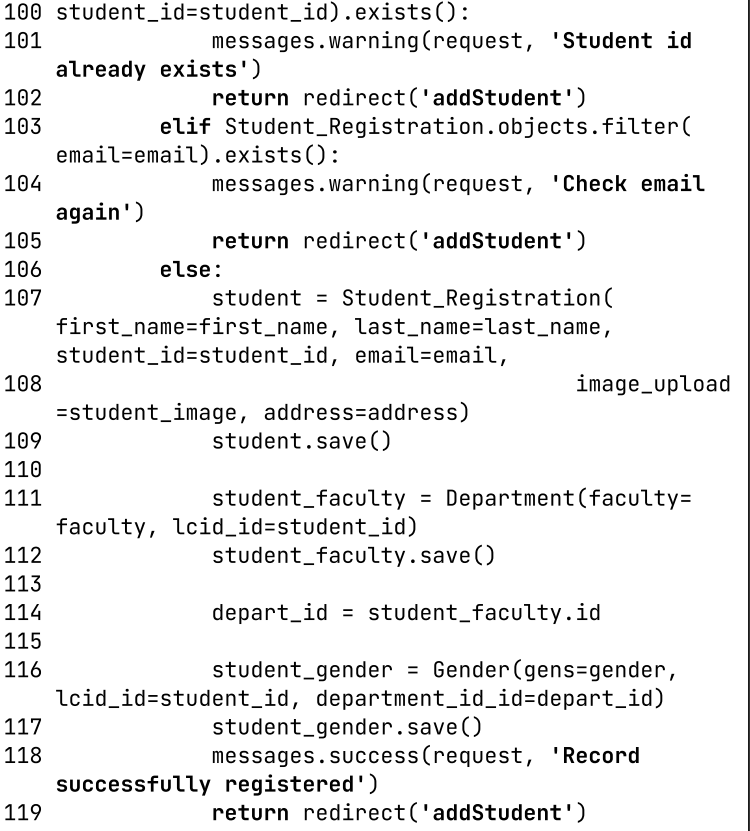 100 student_id=student_id).exists():
101             messages.warning(request, 'Student id
    already exists')
102             return redirect('addStudent')
103         elif Student_Registration.objects.filter(
    email=email).exists():
104             messages.warning(request, 'Check email
    again')
105             return redirect('addStudent')
106         else:
107             student = Student_Registration(
    first_name=first_name, last_name=last_name,
    student_id=student_id, email=email,
108                                         image_upload
    =student_image, address=address)
109             student.save()
110
111             student_faculty = Department(faculty=
    faculty, lcid_id=student_id)
112             student_faculty.save()
113
114             depart_id = student_faculty.id
115
116             student_gender = Gender(gens=gender,
    lcid_id=student_id, department_id_id=depart_id)
117             student_gender.save()
118             messages.success(request, 'Record
    successfully registered')
119             return redirect('addStudent')